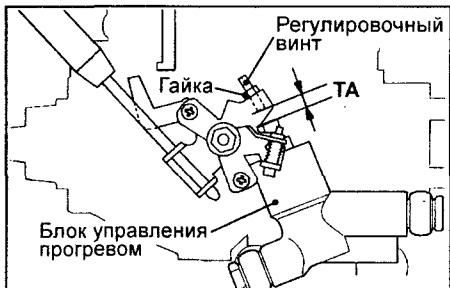 Регулировочный
винт
Гайка
TA
Блок управления
прогревом